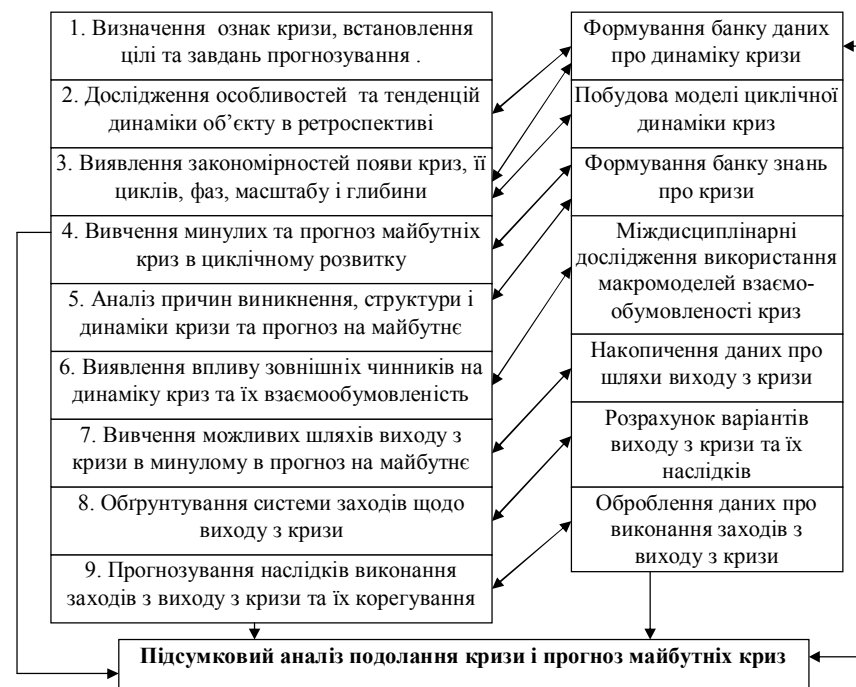 1. Визначення ознак кризи, встановлення
цілі та завдань прогнозування .
2. Дослідження особливостей та тенденцій
динаміки об’єкту в ретроспективі
3. Виявлення закономірностей появи криз, її
циклів, фаз, масштабу і глибини
4. Вивчення минулих та прогноз майбутніх
криз в циклічному розвитку
5. Аналіз причин виникнення, структури і
динаміки кризи та прогноз на майбутнє
6. Виявлення впливу зовнішніх чинників на
динаміку криз та їх взаємообумовленість
7. Вивчення можливих шляхів виходу з
кризи в минулому в прогноз на майбутнє
8. Обґрунтування системи заходів щодо
виходу з кризи
9. Прогнозування наслідків виконання
заходів з виходу з кризи та їх корегування
Формування банку даних
про динаміку кризи
Побудова моделі циклічної
динаміки криз
Формування банку знань
про кризи
Міждисциплінарні
дослідження використання
макромоделей взаємо-
обумовленості криз
Накопичення даних про
шляхи виходу з кризи
Розрахунок варіантів
виходу з кризи та їх
наслідків
Оброблення даних про
виконання заходів з
виходу з кризи
Підсумковий аналіз подолання кризи і прогноз майбутніх криз